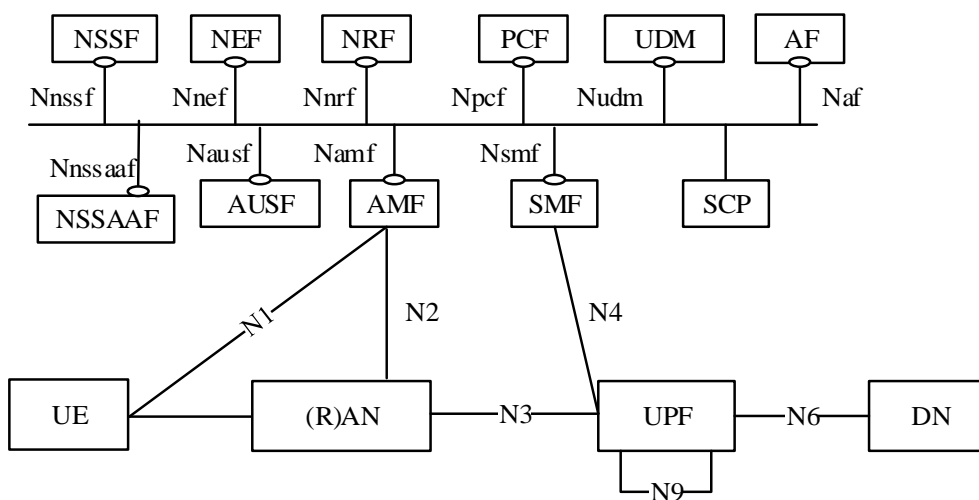 NSSF NEF NRF PCF UDM AF
Nnssf Nnef Nnrf Npcf Nudm Naf
Nnssaaf Nausf Namf Nsmf
NSSAAF AUSF AMF SMF SCP
N1 N2 N4
UE (R)AN N3 UPF N6 DN
N9